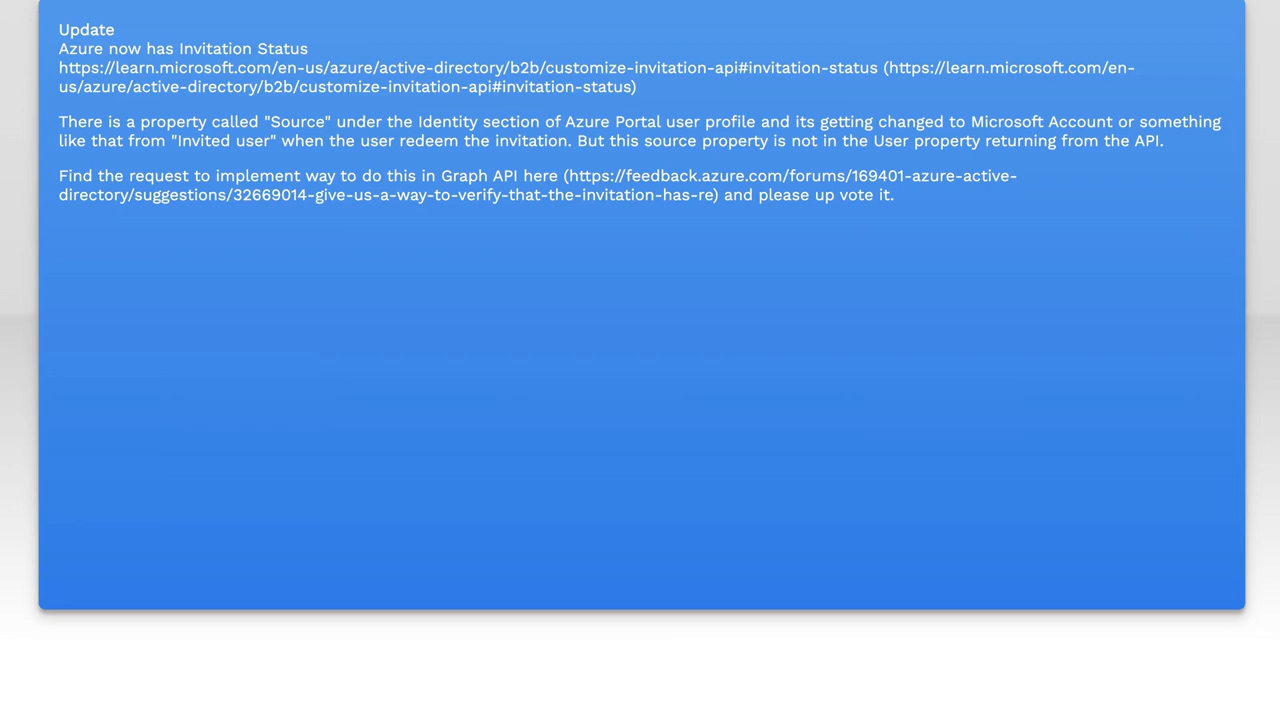 Update
Azure now has Invitation Status
https://learn.microsoft.com/en-us/azure/active-directory/b2b/customize-invitation-api#invitation-status (https://learn.microsoft.com/en-
us/azure/active-directory/b2b/customize-invitation-api#invitation-status)
There is a property called "Source" under the Identity section of Azure Portal user profile and its getting changed to Microsoft Account or something
like that from "Invited user" when the user redeem the invitation. But this source property is not in the User property returning from the API.
Find the request to implement way to do this in Graph API here (https://feedback.azure.com/forums/169401-azure-active-
directory/suggestions/32669014-give-us-a-way-to-verify-that-the-invitation-has-re) and please up vote it.